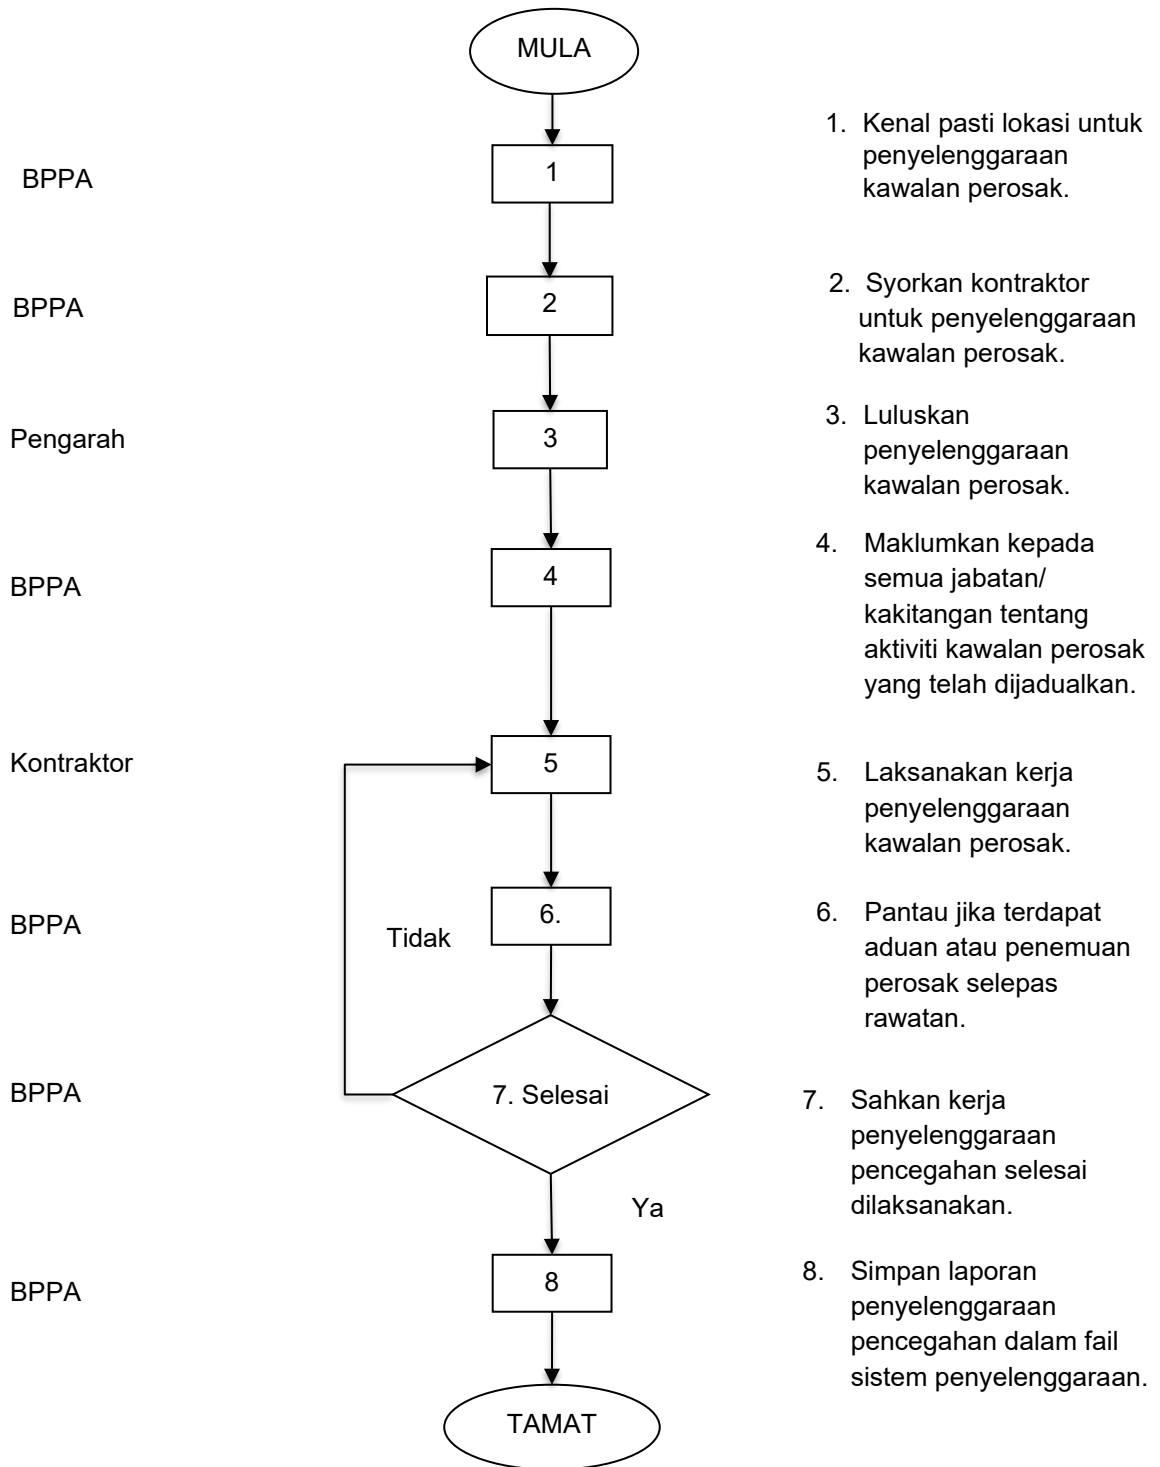 MULA
BPPA
1
1. Kenal pasti lokasi untuk
penyelenggaraan
kawalan perosak.
BPPA
2
2. Syorkan kontraktor
untuk penyelenggaraan
kawalan perosak.
Pengarah
3
3. Luluskan
penyelenggaraan
kawalan perosak.
BPPA
4
4. Maklumkan kepada
semua jabatan/
kakitangan tentang
aktiviti kawalan perosak
yang telah dijadualkan.
Kontraktor
5
5. Laksanakan kerja
penyelenggaraan
kawalan perosak.
BPPA
Tidak
6.
6. Pantau jika terdapat
aduan atau penemuan
perosak selepas
rawatan.
BPPA
7. Selesai
7. Sahkan kerja
penyelenggaraan
pencegahan selesai
dilaksanakan.
Ya
BPPA
8
8. Simpan laporan
penyelenggaraan
pencegahan dalam fail
sistem penyelenggaraan.
TAMAT